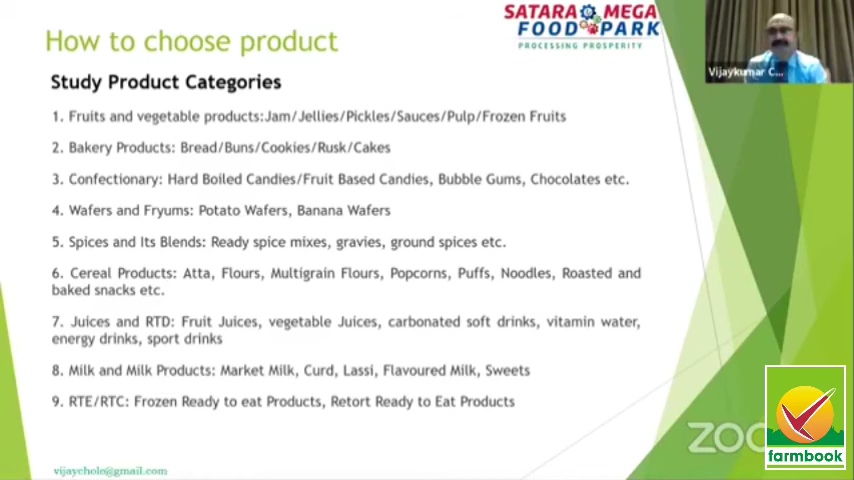 How to choose product
SATARA MEGA
FOOD PARK
PROCESSING PROSPERITY
Vijaykumar C...
Study Product Categories
1. Fruits and vegetable products:Jam/Jellies/Pickles/Sauces/Pulp/Frozen Fruits
2. Bakery Products: Bread/Buns/Cookies/Rusk/Cakes
3. Confectionary: Hard Boiled Candies/Fruit Based Candies, Bubble Gums, Chocolates etc.
4. Wafers and Fryums: Potato Wafers, Banana Wafers
5. Spices and Its Blends: Ready spice mixes, gravies, ground spices etc.
6. Cereal Products: Atta, Flours, Multigrain Flours, Popcorns, Puffs, Noodles, Roasted and
baked snacks etc.
7. Juices and RTD: Fruit Juices, vegetable Juices, carbonated soft drinks, vitamin water,
energy drinks, sport drinks
8. Milk and Milk Products: Market Milk, Curd, Lassi, Flavoured Milk, Sweets
9. RTE/RTC: Frozen Ready to eat Products, Retort Ready to Eat Products
farmbook
vijaychole@gmail.com